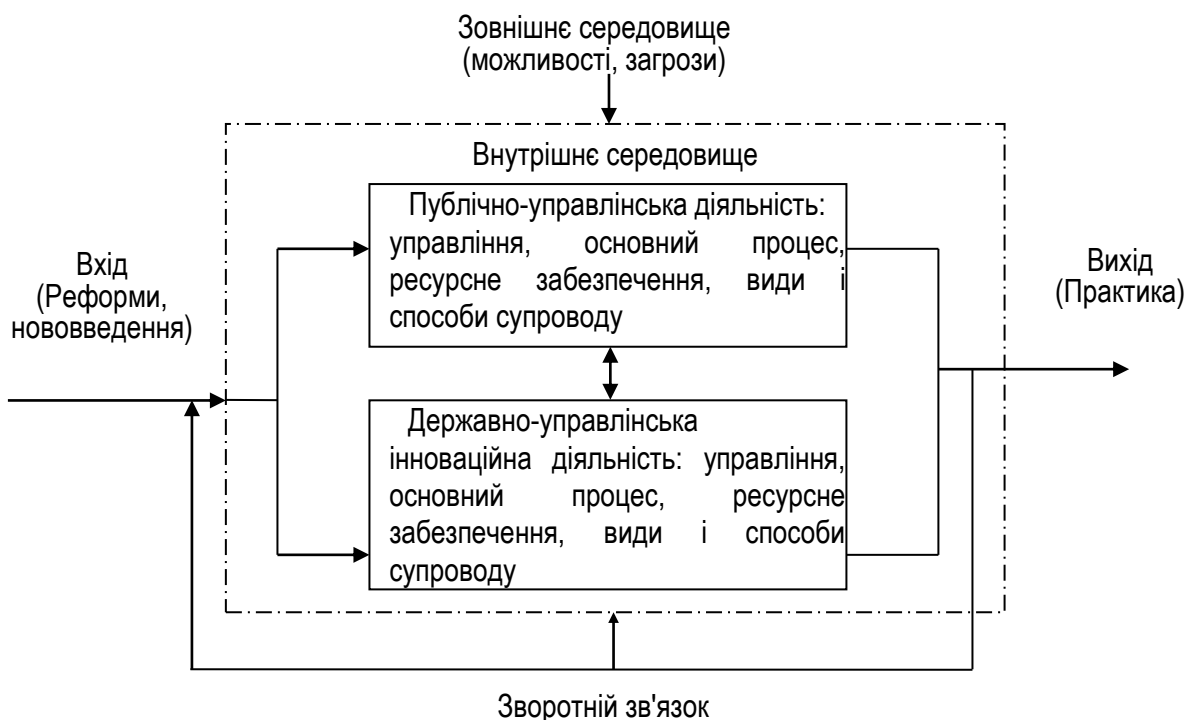 Зовнішнє середовище
(можливості, загрози)
Внутрішнє середовище
Публічно-управлінська діяльність:
управління, основний процес,
ресурсне забезпечення, види і
способи супроводу
Вхід
(Реформи,
нововведення)
Вихід
(Практика)
Державно-управлінська
інноваційна діяльність: управління,
основний процес, ресурсне
забезпечення, види і способи
супроводу
Зворотній зв'язок